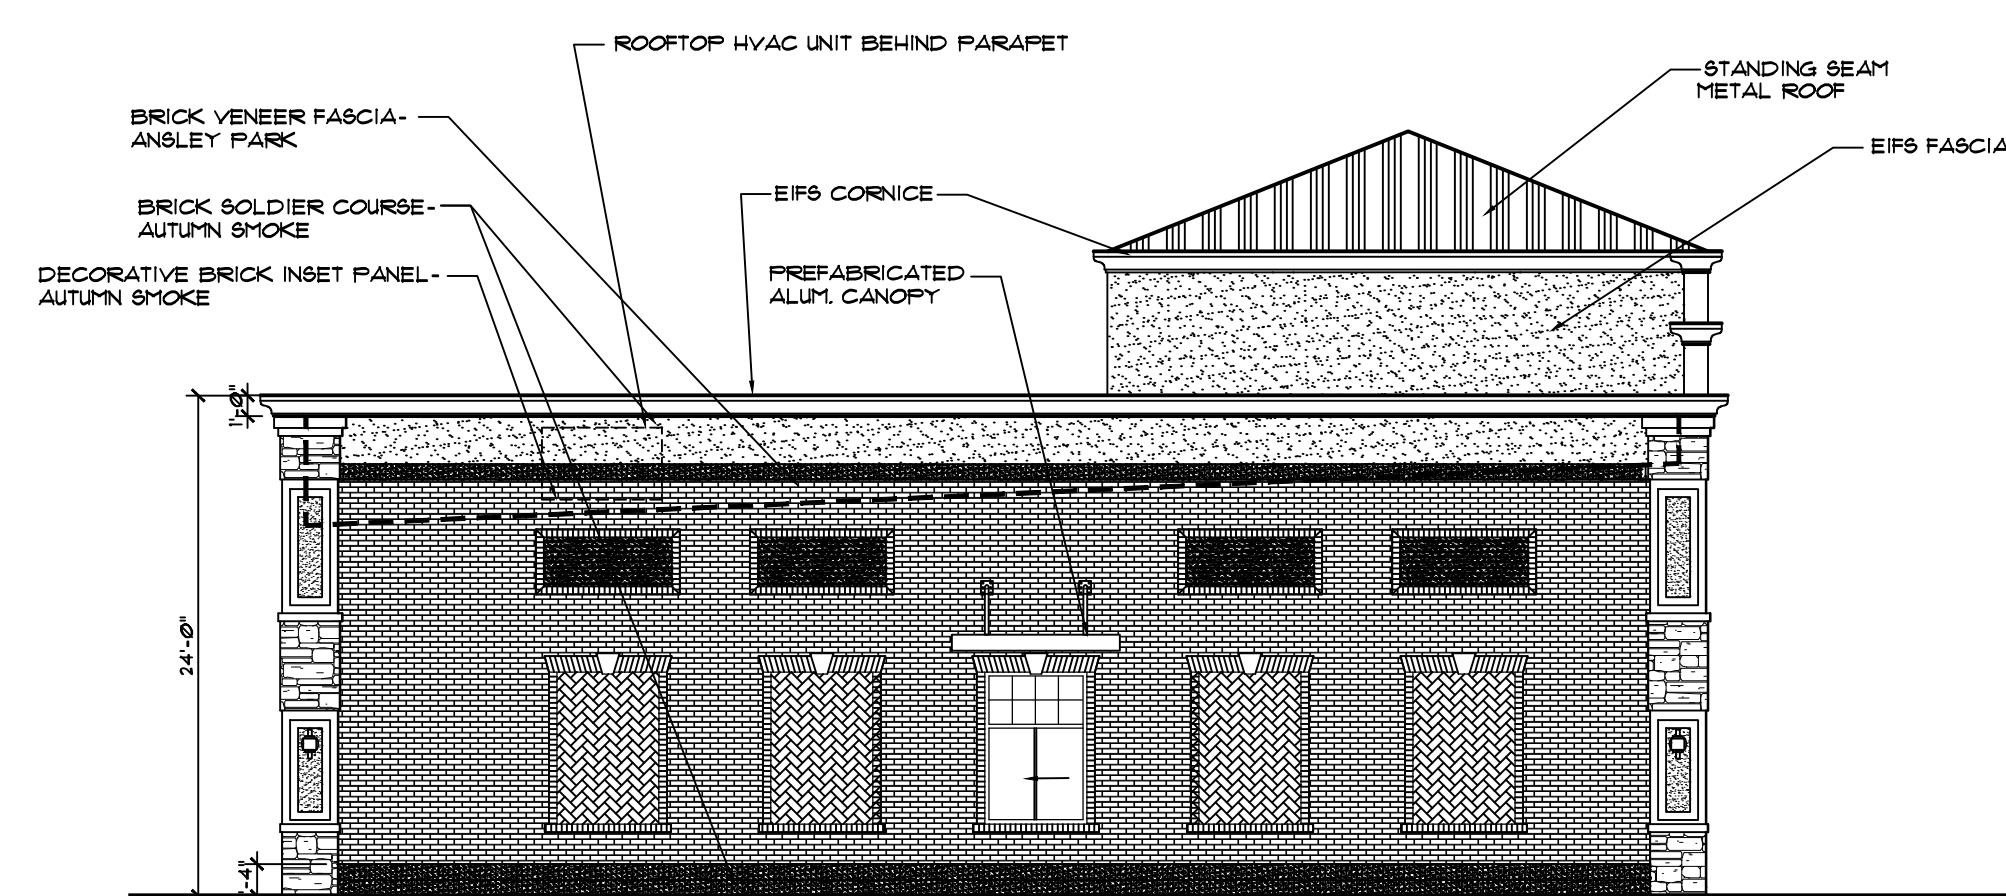 ROOFTOP HVAC UNIT BEHIND PARAPET
STANDING SEAM
METAL ROOF
BRICK VENEER FASCIA-
ANSLEY PARK
EIFS FASCIA
EIFS CORNICE
BRICK SOLDIER COURSE-
AUTUMN SMOKE
PREFABRICATED
ALUM. CANOPY
DECORATIVE BRICK INSET PANEL-
AUTUMN SMOKE
1'-0"
24'-0"
'-4"